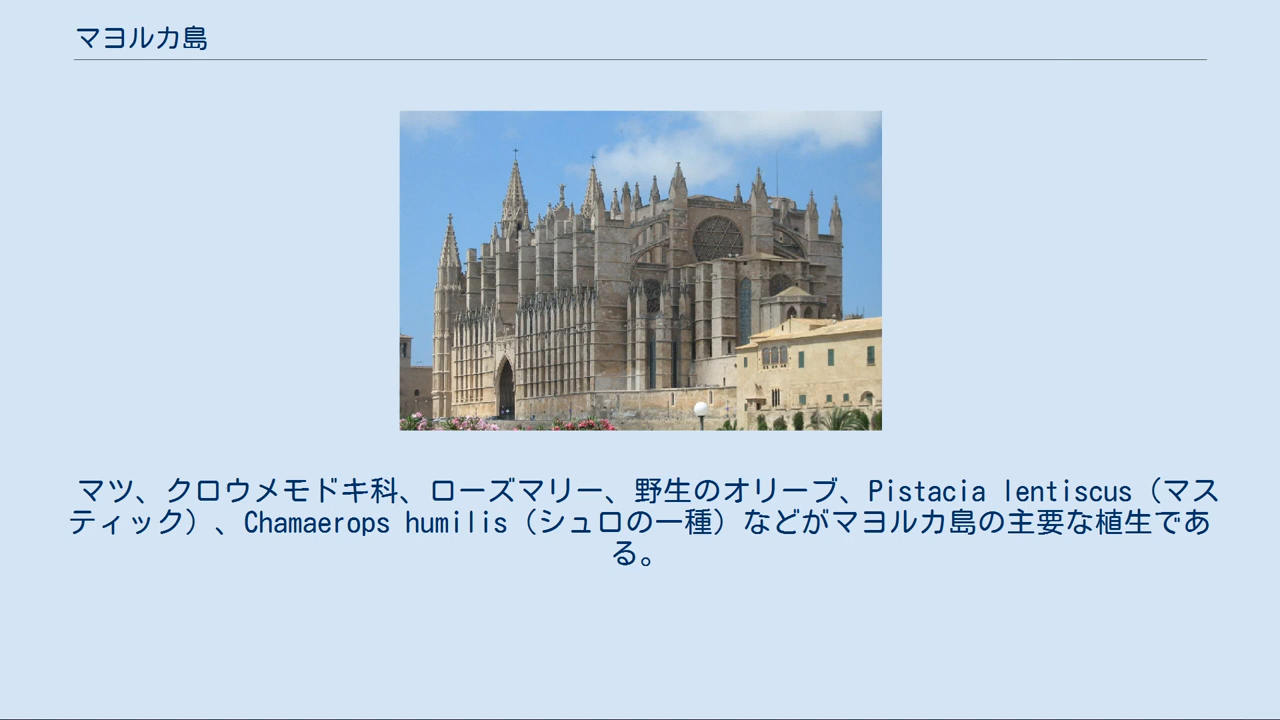 マヨルカ島
マツ、クロウメモドキ科、ローズマリー、野生のオリーブ、Pistacia lentiscus（マス
ティック）、Chamaerops humilis（シュロの一種）などがマヨルカ島の主要な植生であ
る。